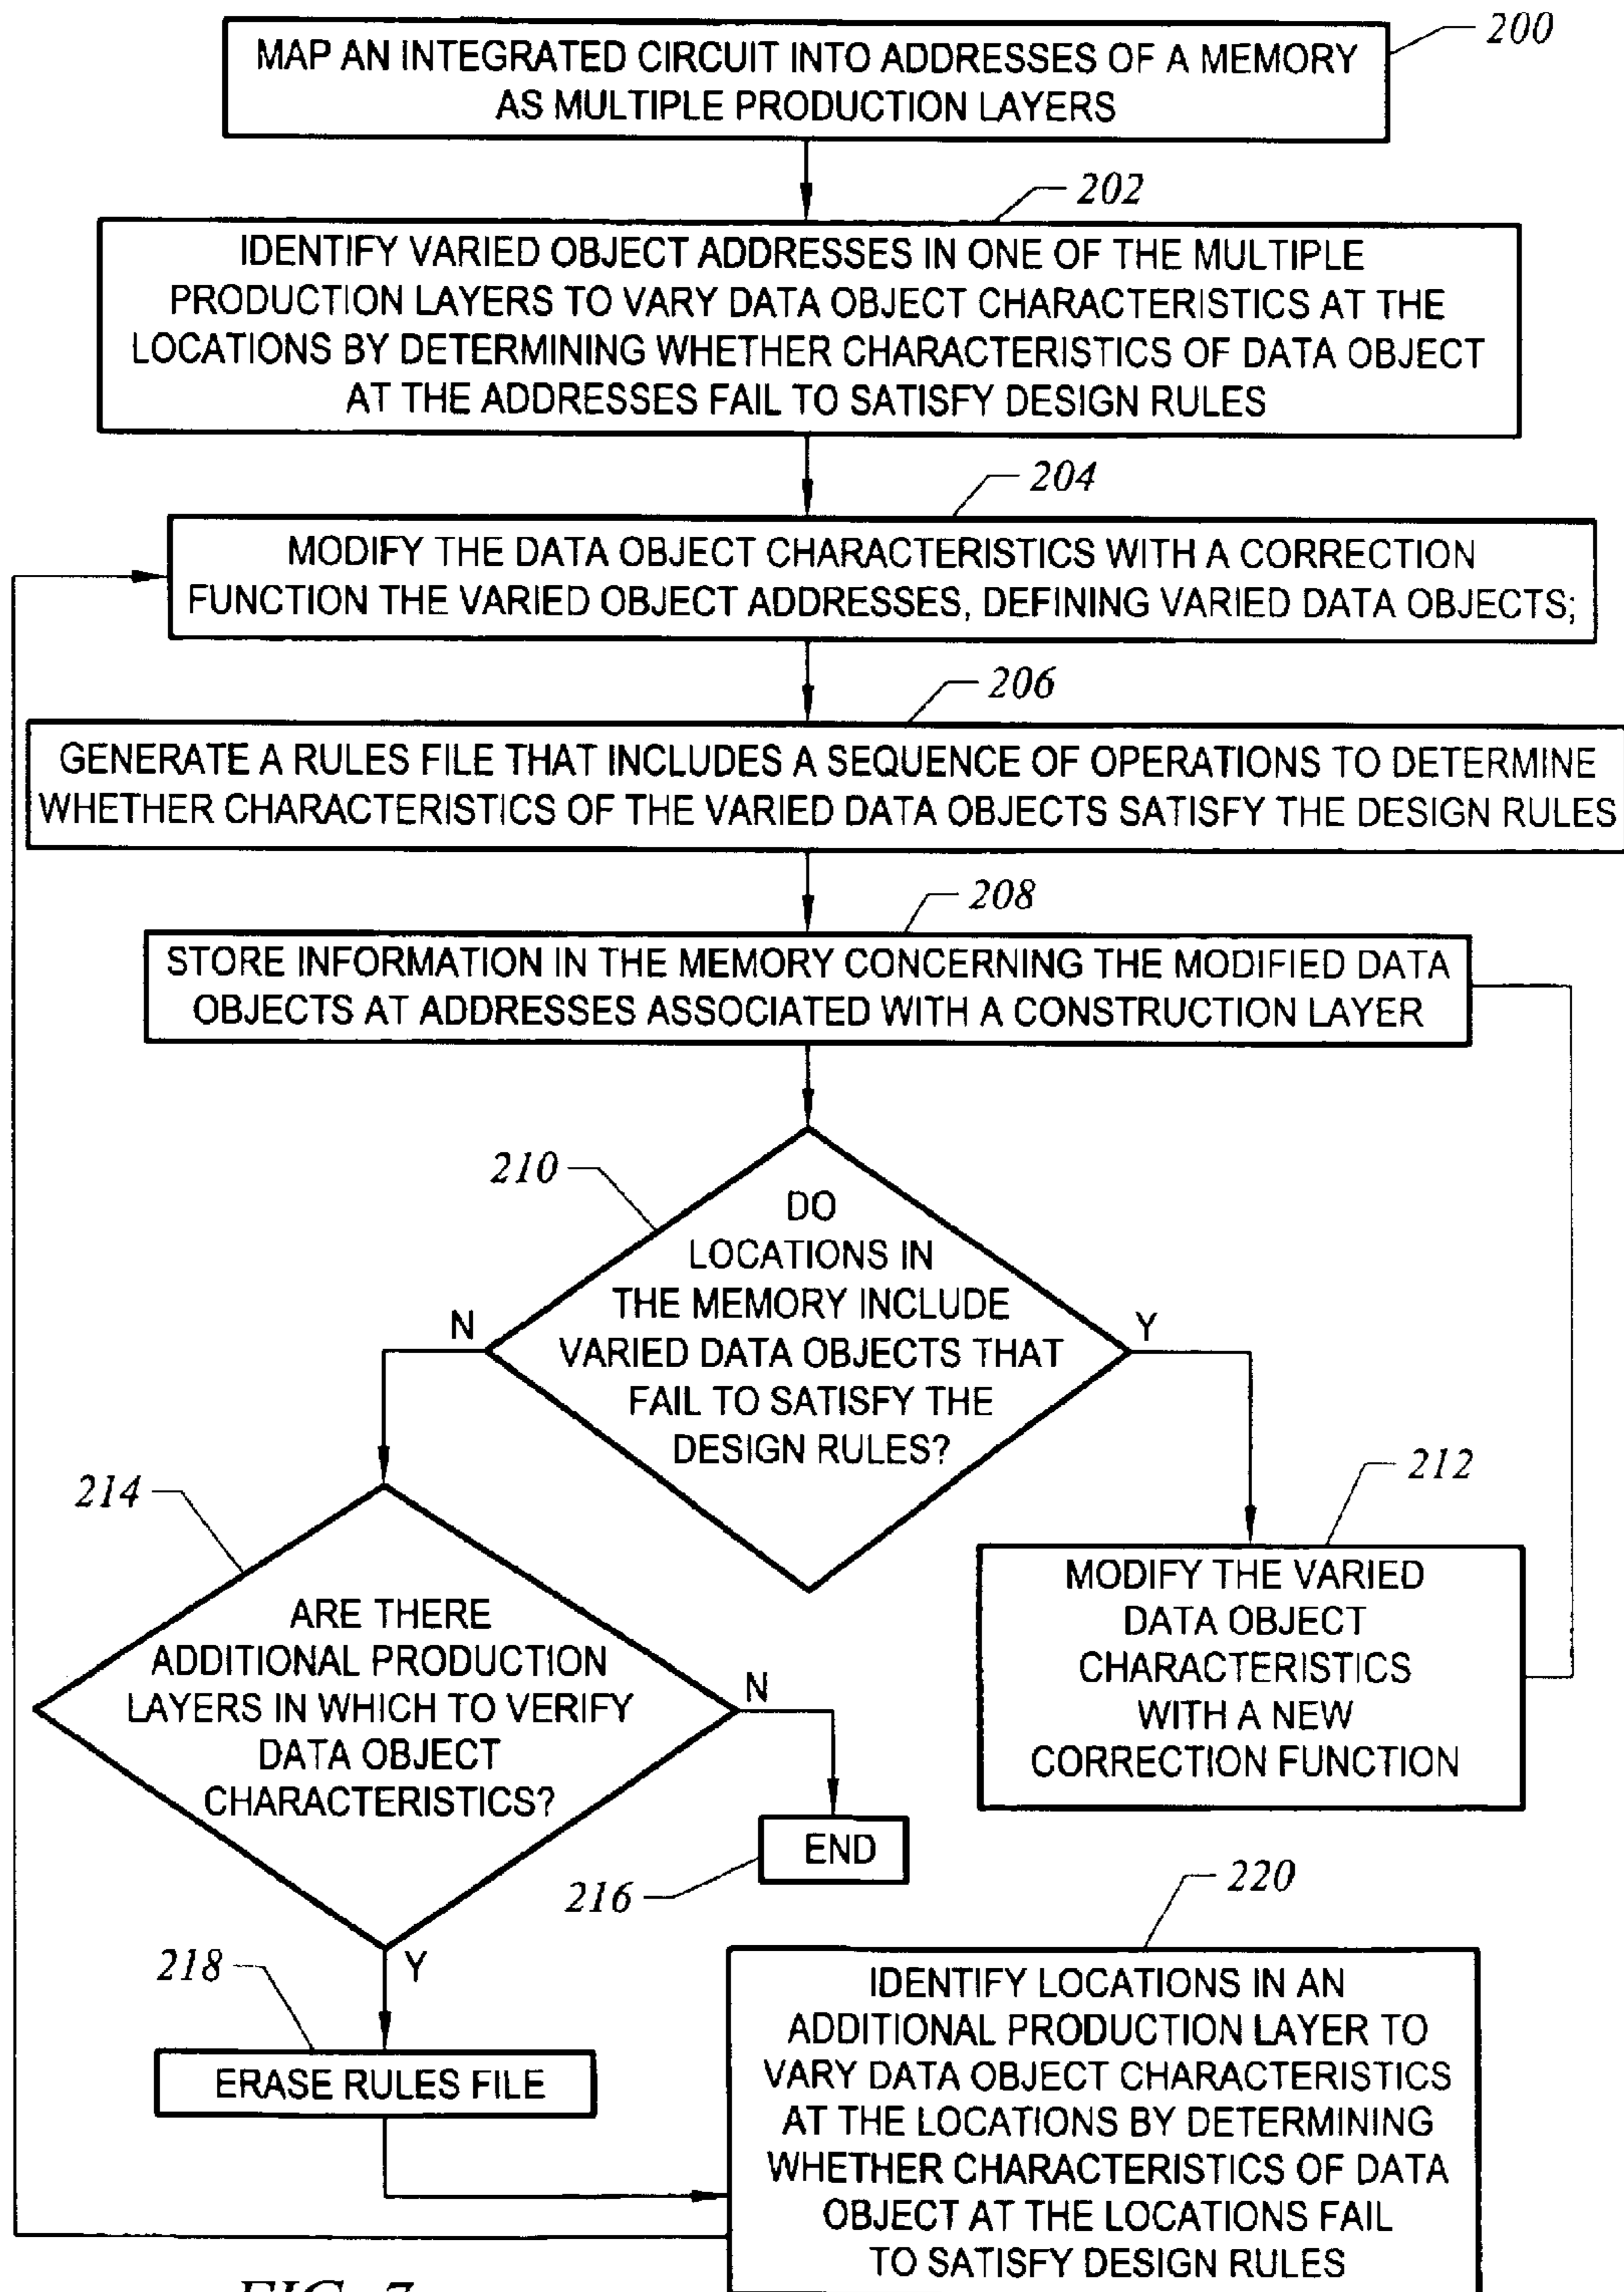 200
MAP AN INTEGRATED CIRCUIT INTO ADDRESSES OF A MEMORY
AS MULTIPLE PRODUCTION LAYERS
202
IDENTIFY VARIED OBJECT ADDRESSES IN ONE OF THE MULTIPLE
PRODUCTION LAYERS TO VARY DATA OBJECT CHARACTERISTICS AT THE
LOCATIONS BY DETERMINING WHETHER CHARACTERISTICS OF DATA OBJECT
AT THE ADDRESSES FAIL TO SATISFY DESIGN RULES
204
MODIFY THE DATA OBJECT CHARACTERISTICS WITH A CORRECTION
FUNCTION THE VARIED OBJECT ADDRESSES, DEFINING VARIED DATA OBJECTS;
206
GENERATE A RULES FILE THAT INCLUDES A SEQUENCE OF OPERATIONS TO DETERMINE
WHETHER CHARACTERISTICS OF THE VARIED DATA OBJECTS SATISFY THE DESIGN RULES
208
STORE INFORMATION IN THE MEMORY CONCERNING THE MODIFIED DATA
OBJECTS AT ADDRESSES ASSOCIATED WITH A CONSTRUCTION LAYER
210
DO
LOCATIONS IN
THE MEMORY INCLUDE
VARIED DATA OBJECTS THAT
FAIL TO SATISFY THE
DESIGN RULES?
N
Y
212
MODIFY THE VARIED
DATA OBJECT
CHARACTERISTICS
WITH A NEW
CORRECTION FUNCTION
214
ARE THERE
ADDITIONAL PRODUCTION
LAYERS IN WHICH TO VERIFY
DATA OBJECT
CHARACTERISTICS?
N
END
216
Y
218
ERASE RULES FILE
220
IDENTIFY LOCATIONS IN AN
ADDITIONAL PRODUCTION LAYER TO
VARY DATA OBJECT CHARACTERISTICS
AT THE LOCATIONS BY DETERMINING
WHETHER CHARACTERISTICS OF DATA
OBJECT AT THE LOCATIONS FAIL
TO SATISFY DESIGN RULES
FIG. 7